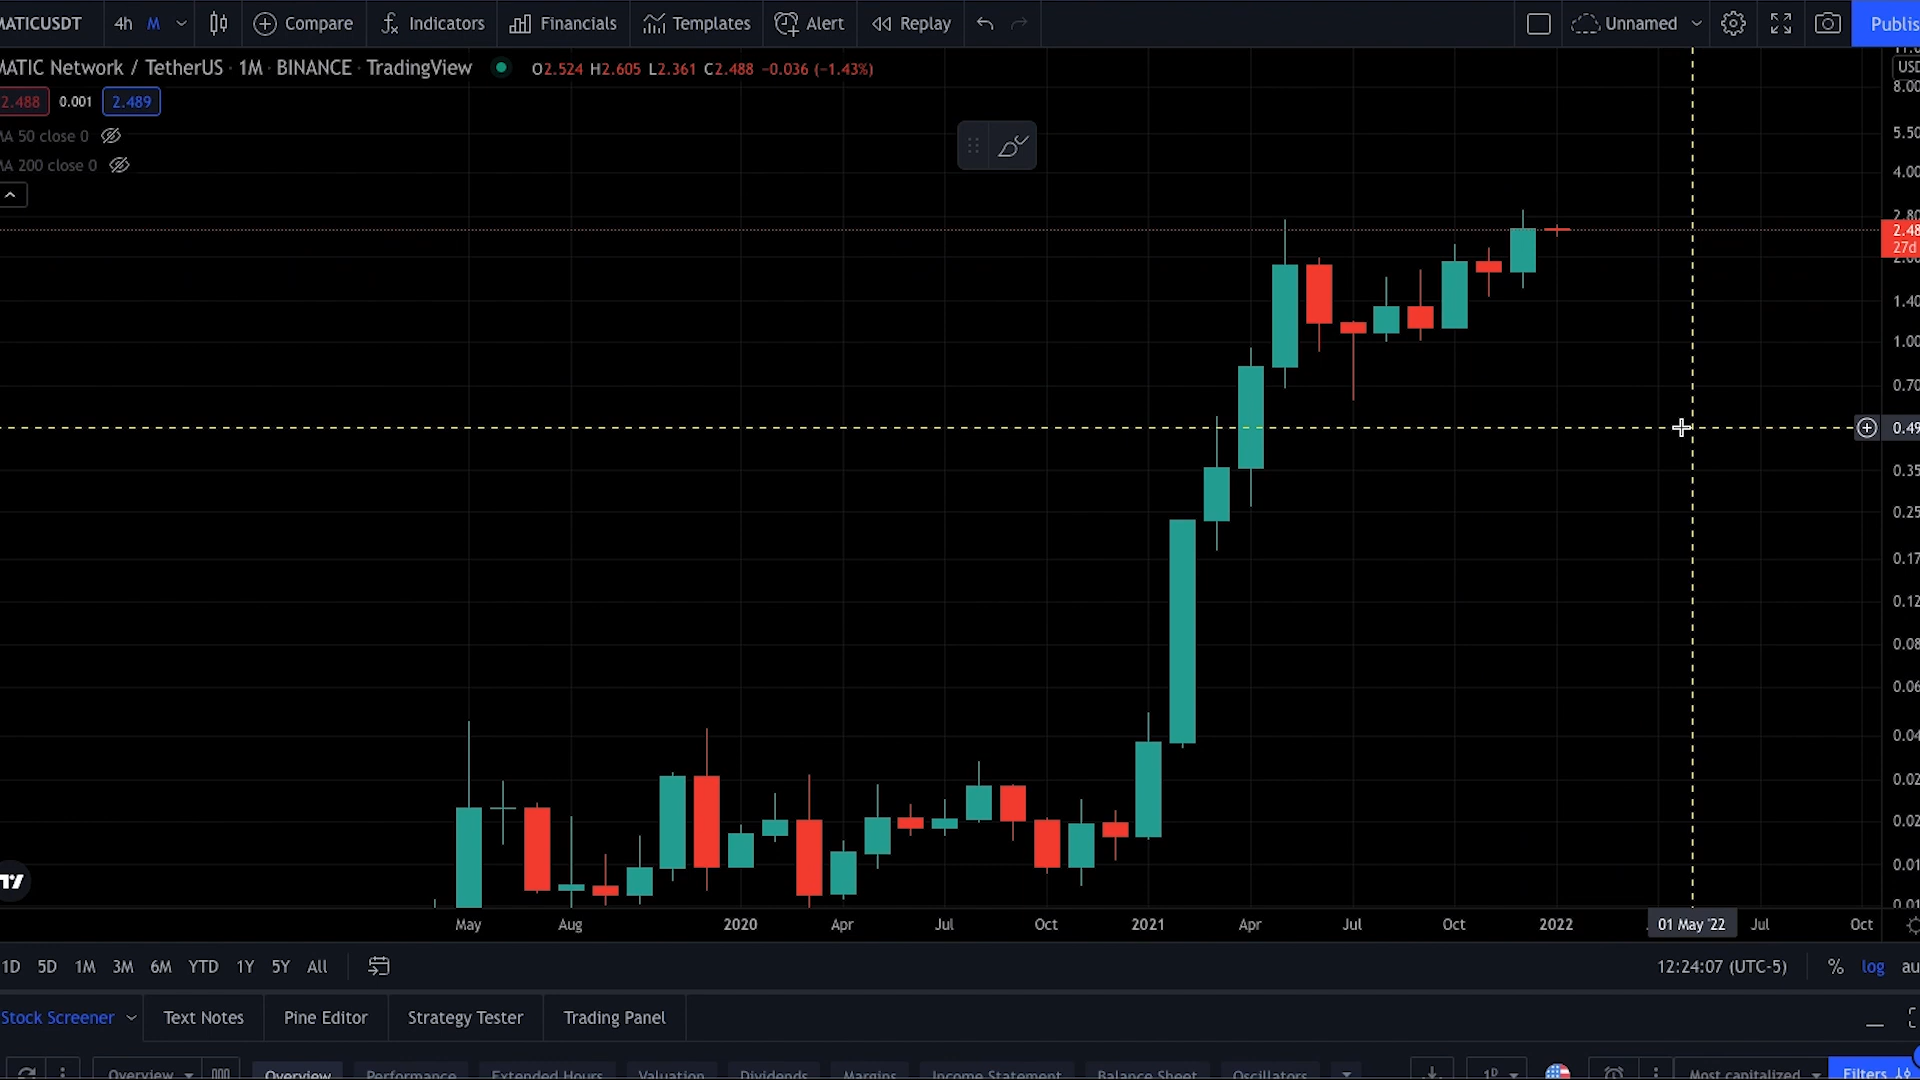 MATICUSDT 4h M Compare Indicators Financials Templates Alert Replay Unnamed Publis
MATIC Network / TetherUS · 1M · BINANCE · TradingView O2.524 H2.605 L2.361 C2.488 −0.036 (−1.43%) USD
2.488 0.001 2.489
MA 50 close 0
MA 200 close 0
8.00
5.50
4.00
2.80
2.48
27d
2.00
1.40
1.00
0.70
0.49
0.35
0.25
0.17
0.12
0.08
0.06
0.04
0.02
0.02
0.01
0.01
May Aug 2020 Apr Jul Oct 2021 Apr Jul Oct 2022 01 May '22 Jul Oct
1D 5D 1M 3M 6M YTD 1Y 5Y All 12:24:07 (UTC-5) % log au
Stock Screener Text Notes Pine Editor Strategy Tester Trading Panel
Overview Overview Performance Extended Hours Valuation Dividends Margins Income Statement Balance Sheet Oscillators 1D Most capitalized Filters